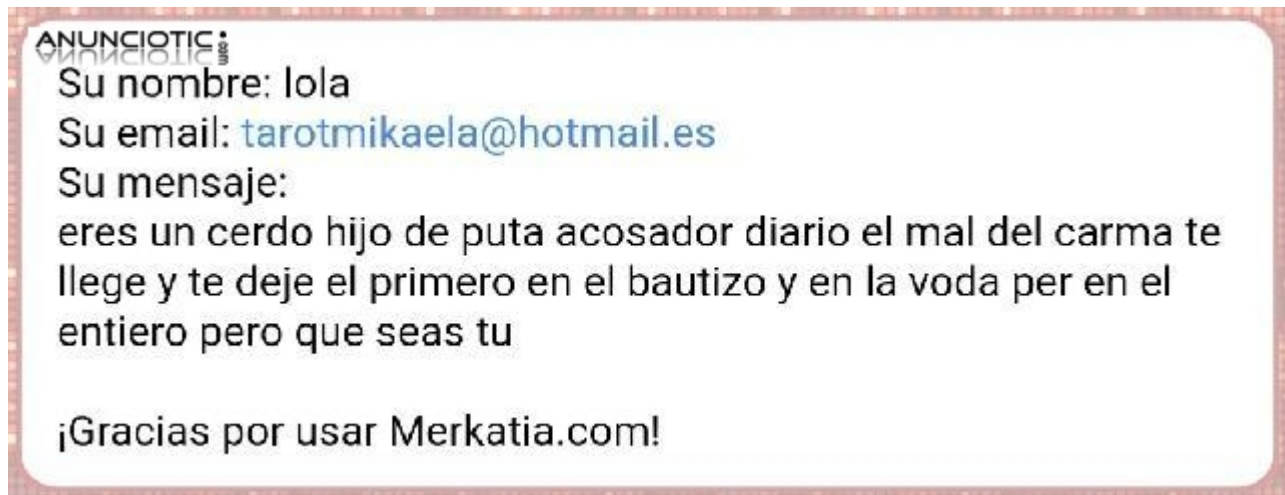 ANUNCIOTIC.com
Su nombre: lola
Su email: tarotmikaela@hotmail.es
Su mensaje:
eres un cerdo hijo de puta acosador diario el mal del carma te
llege y te deje el primero en el bautizo y en la voda per en el
entiero pero que seas tu
¡Gracias por usar Merkatia.com!